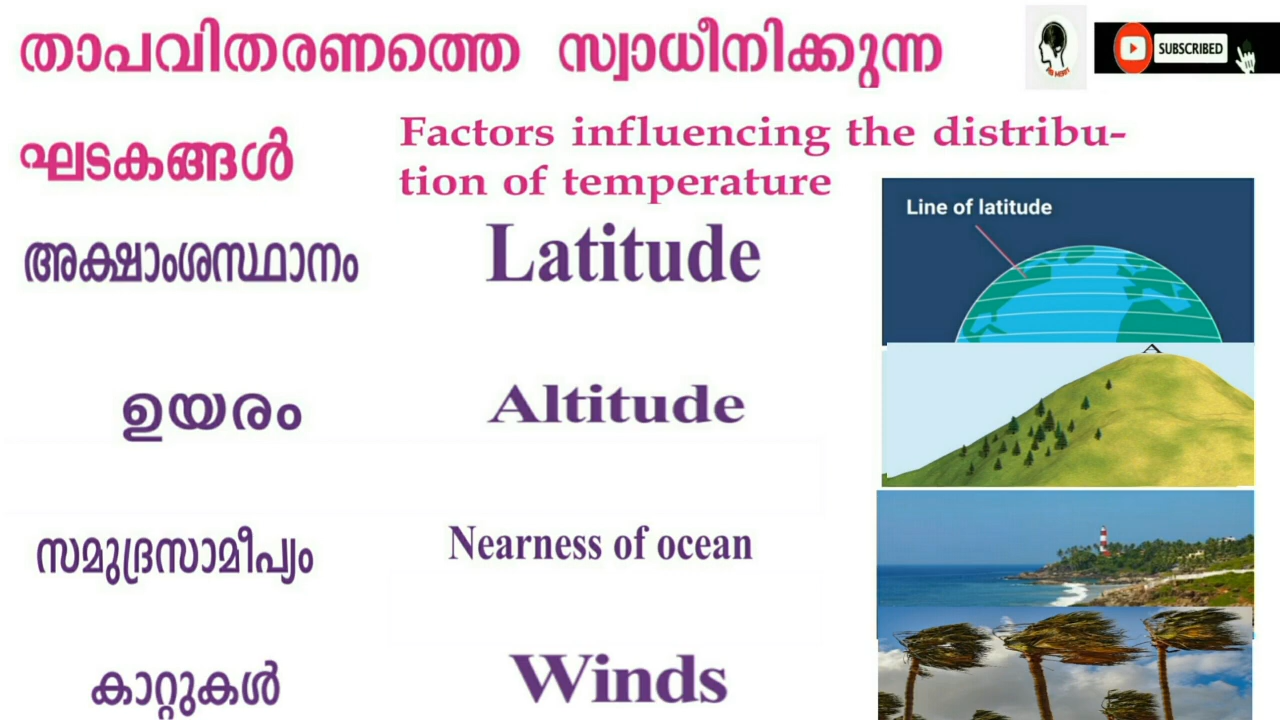 താപവിതരണത്തെ സ്വാധീനിക്കുന്ന
SUBSCRIBED
ഘടകങ്ങൾ
Factors influencing the distribu-
tion of temperature
Line of latitude
അക്ഷാംശസ്ഥാനം
Latitude
A
ഉയരം
Altitude
സമുദ്രസാമീപ്യം
Nearness of ocean
കാറ്റുകൾ
Winds